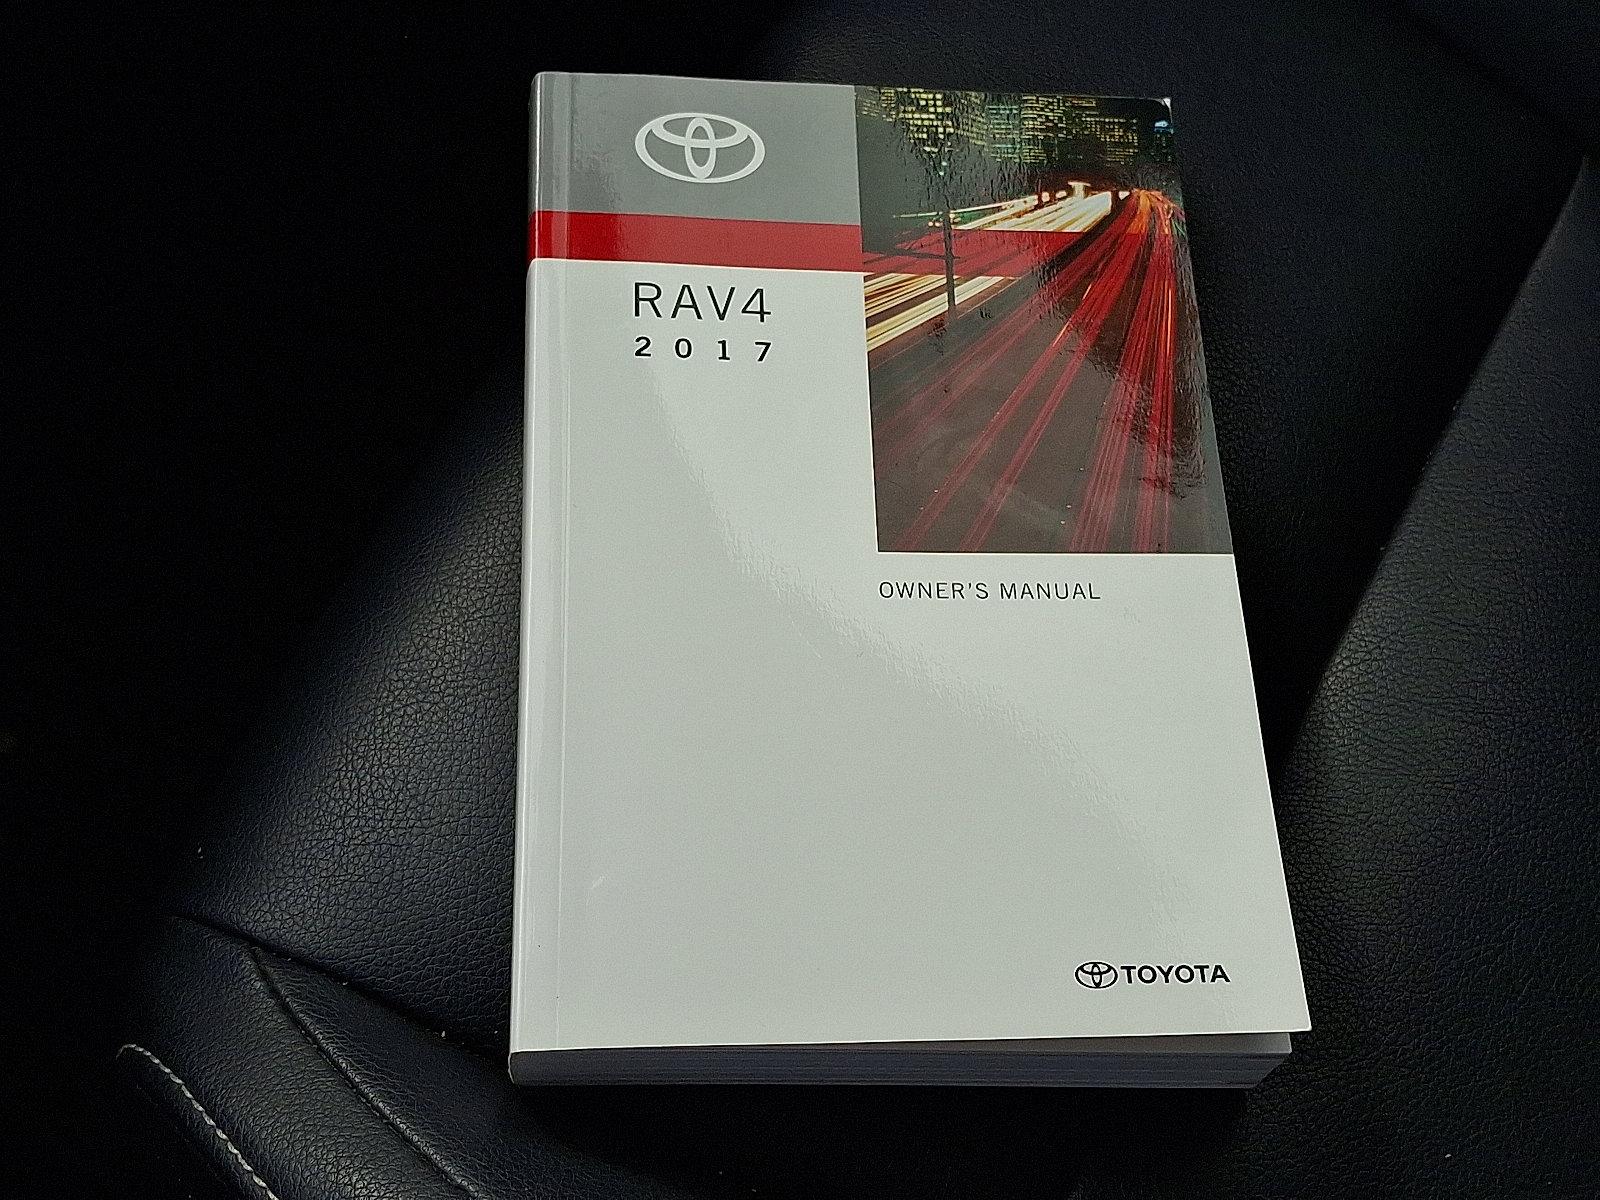 RAV4
2017
OWNER'S MANUAL
TOYOTA